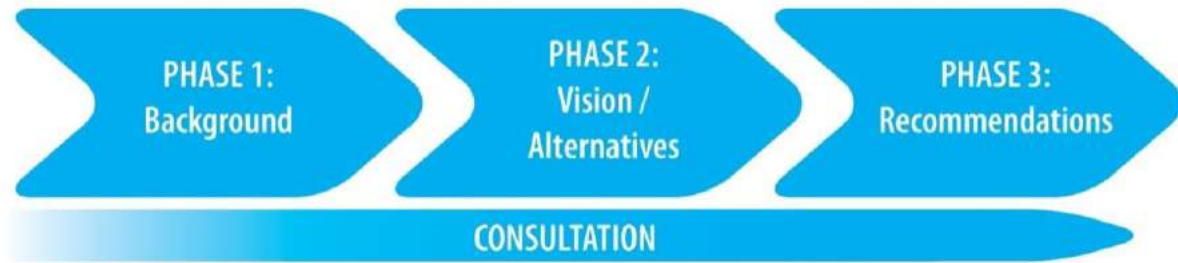 PHASE 1:
Background
PHASE 2:
Vision /
Alternatives
PHASE 3:
Recommendations
CONSULTATION